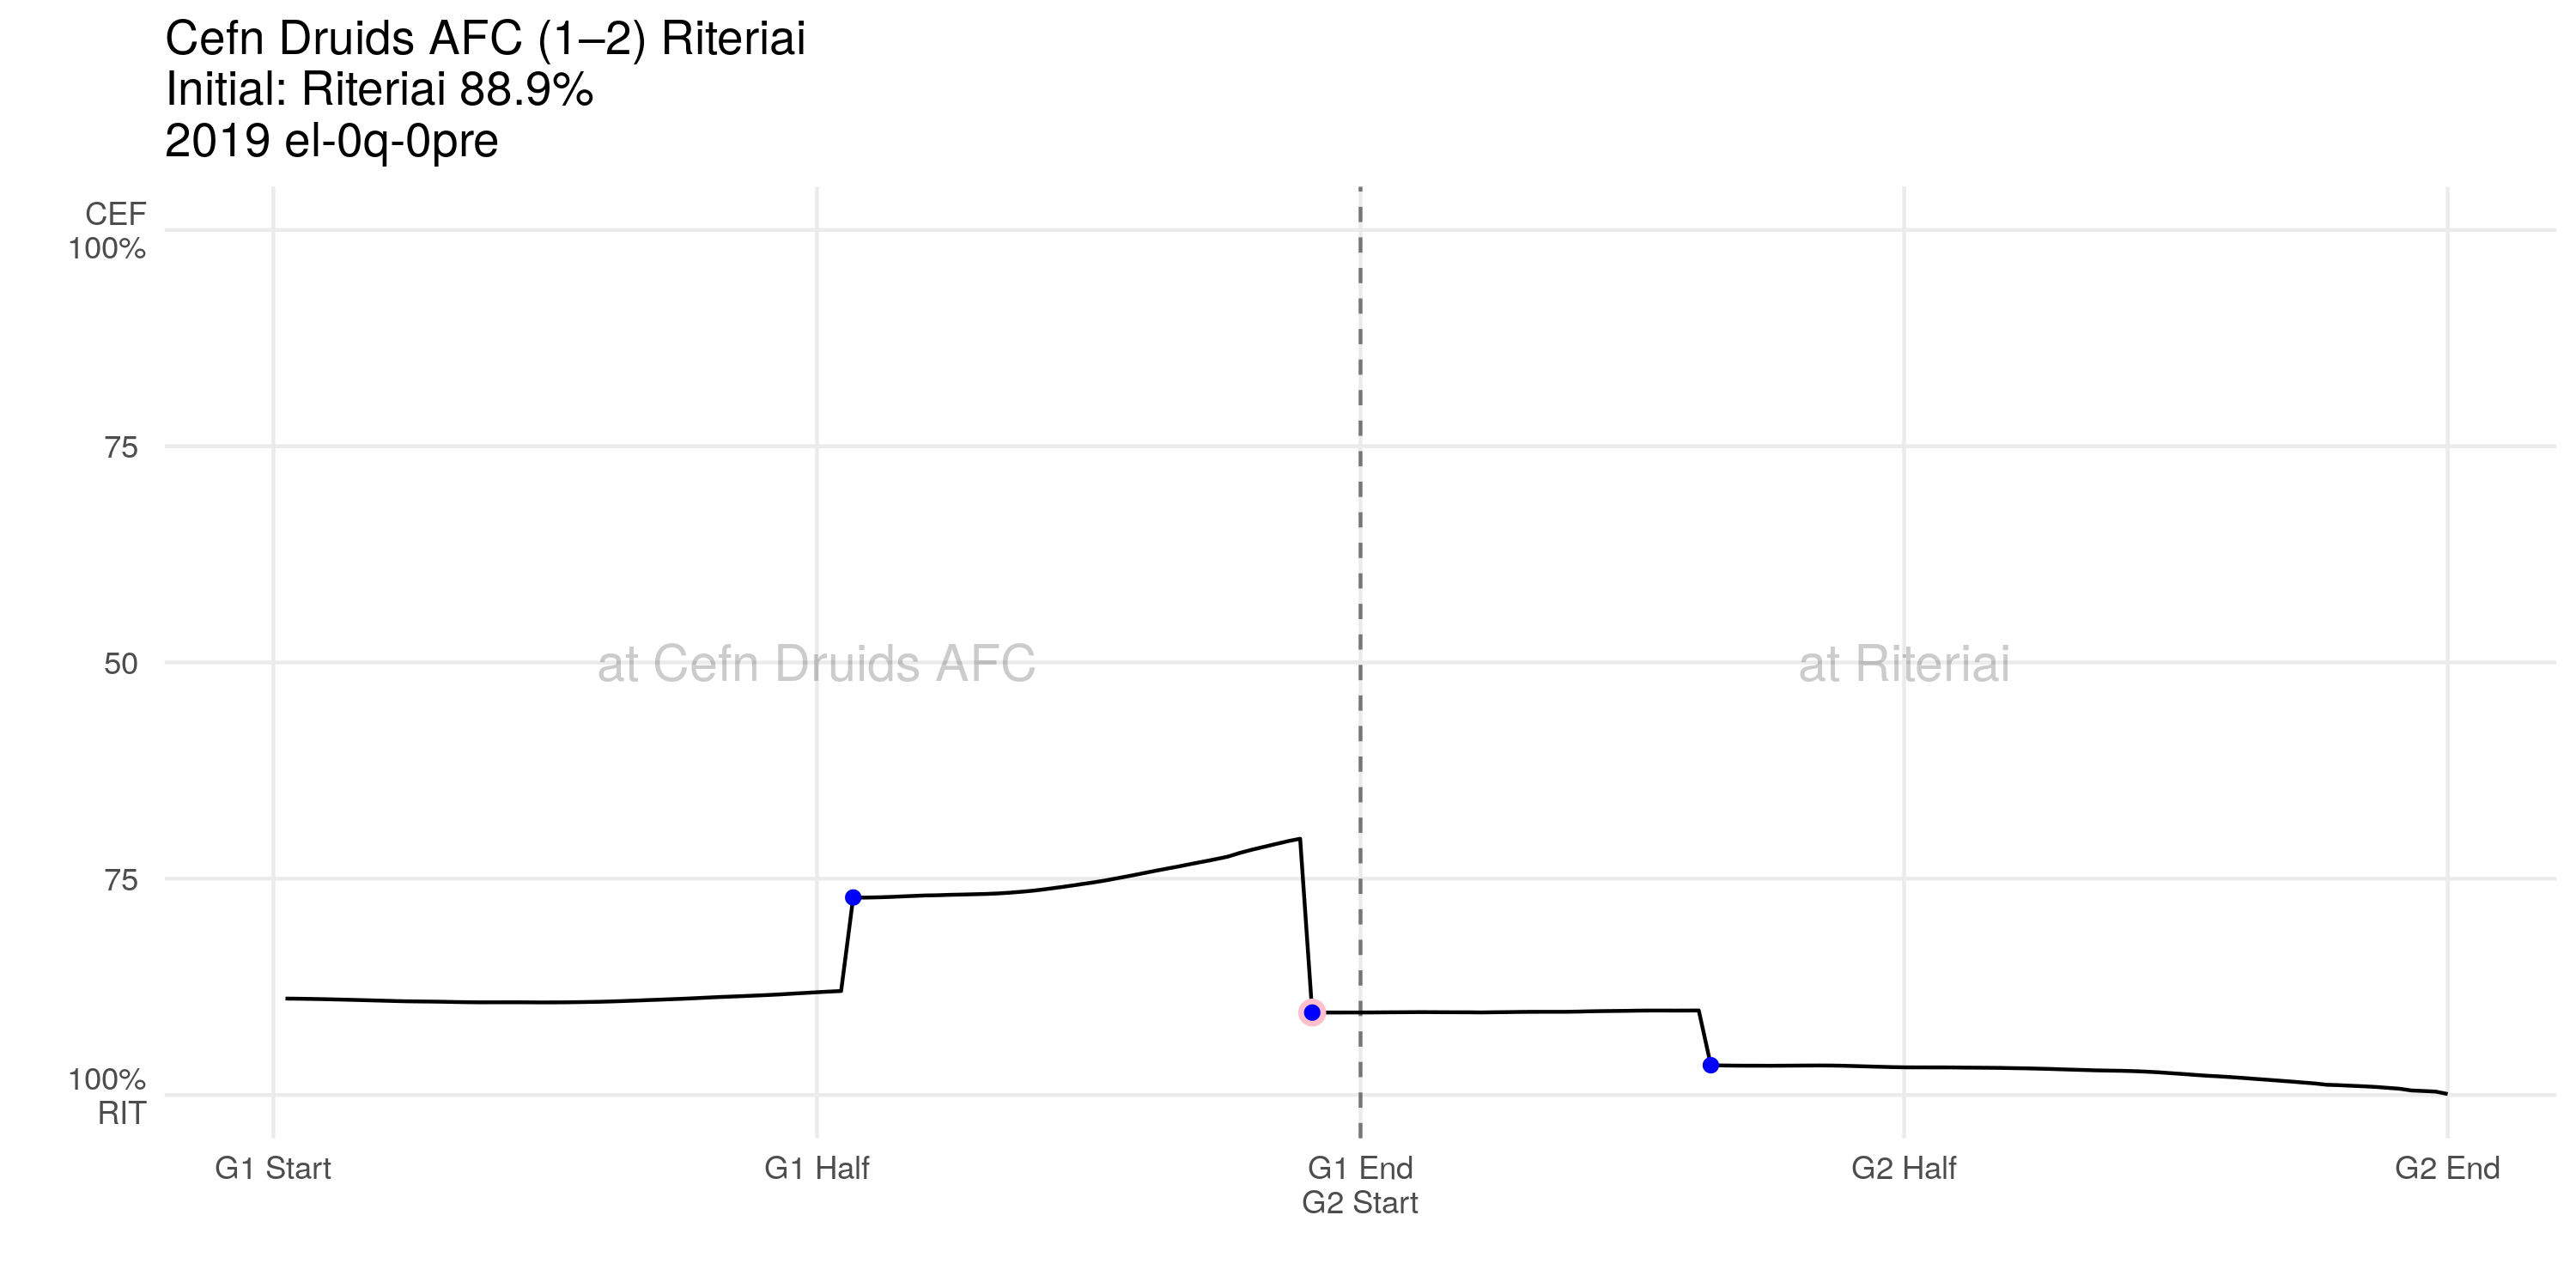 Cefn Druids AFC (1–2) Riteriai
Initial: Riteriai 88.9%
2019 el-0q-0pre
CEF
100%
75
50
at Cefn Druids AFC
at Riteriai
75
100%
RIT
G1 Start
G1 Half
G1 End
G2 Start
G2 Half
G2 End